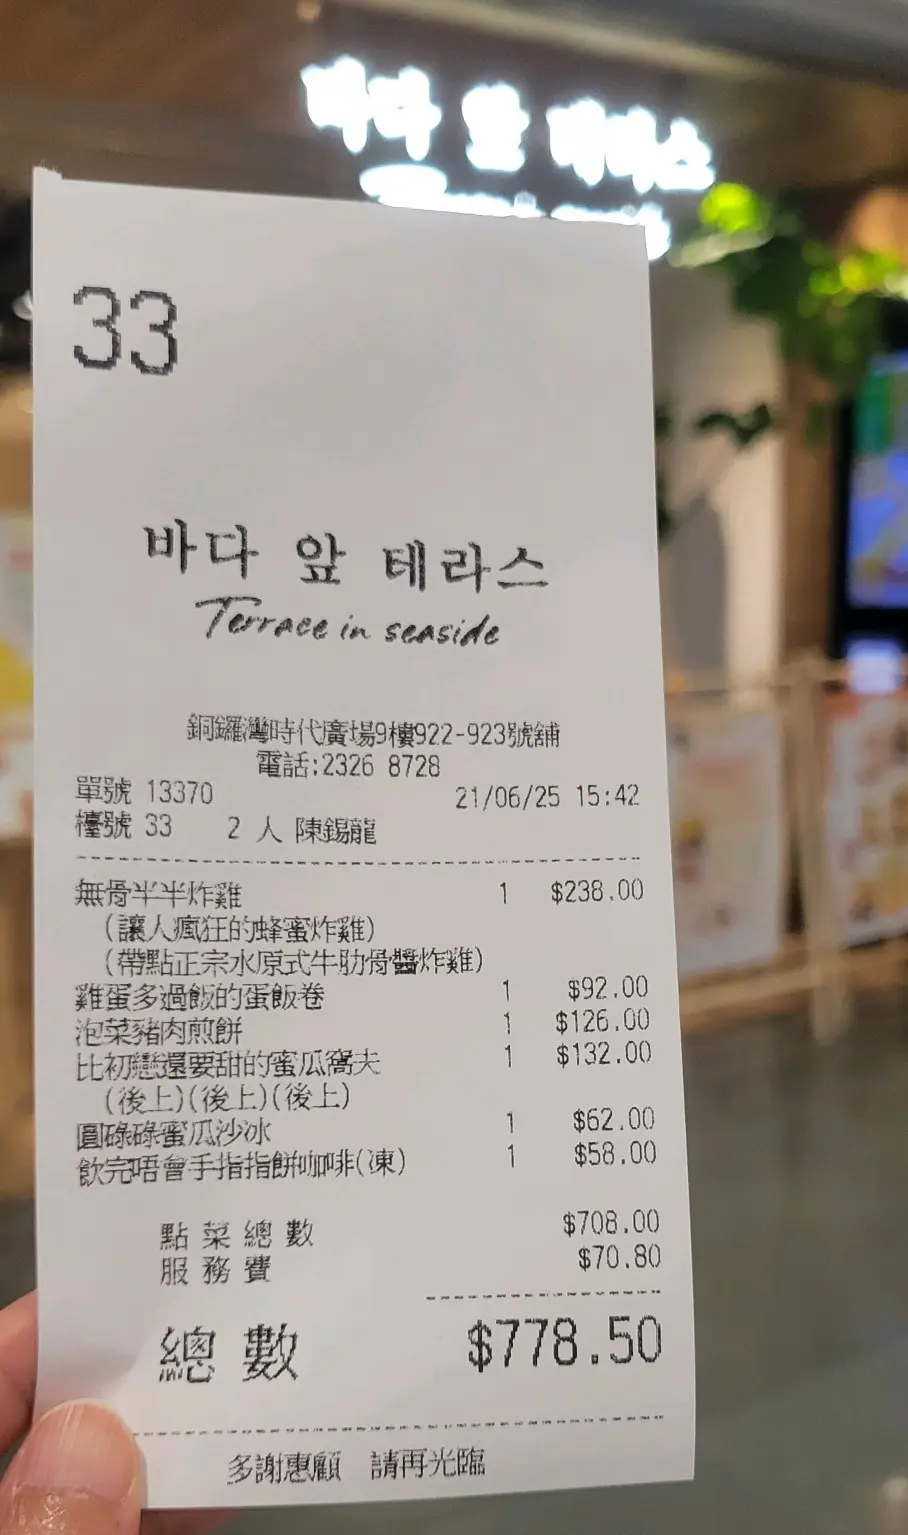 바다 앞 테라스
33
바다 앞 테라스
Terrace in seaside
銅鑼灣時代廣場9樓922-923號舖
電話:2326 8728
單號 13370 21/06/25 15:42
檯號 33 2 人 陳錫龍
無骨半半炸雞 1 $238.00
(讓人瘋狂的蜂蜜炸雞)
(帶點正宗水原式牛肋骨醬炸雞)
雞蛋多過飯的蛋飯卷 1 $92.00
泡菜豬肉煎餅 1 $126.00
比初戀還要甜的蜜瓜窩夫 1 $132.00
(後上)(後上)(後上)
圓碌碌蜜瓜沙冰 1 $62.00
飲完唔會手指指餅咖啡(凍) 1 $58.00
點菜總數 $708.00
服務費 $70.80
總數 $778.50
多謝惠顧 請再光臨